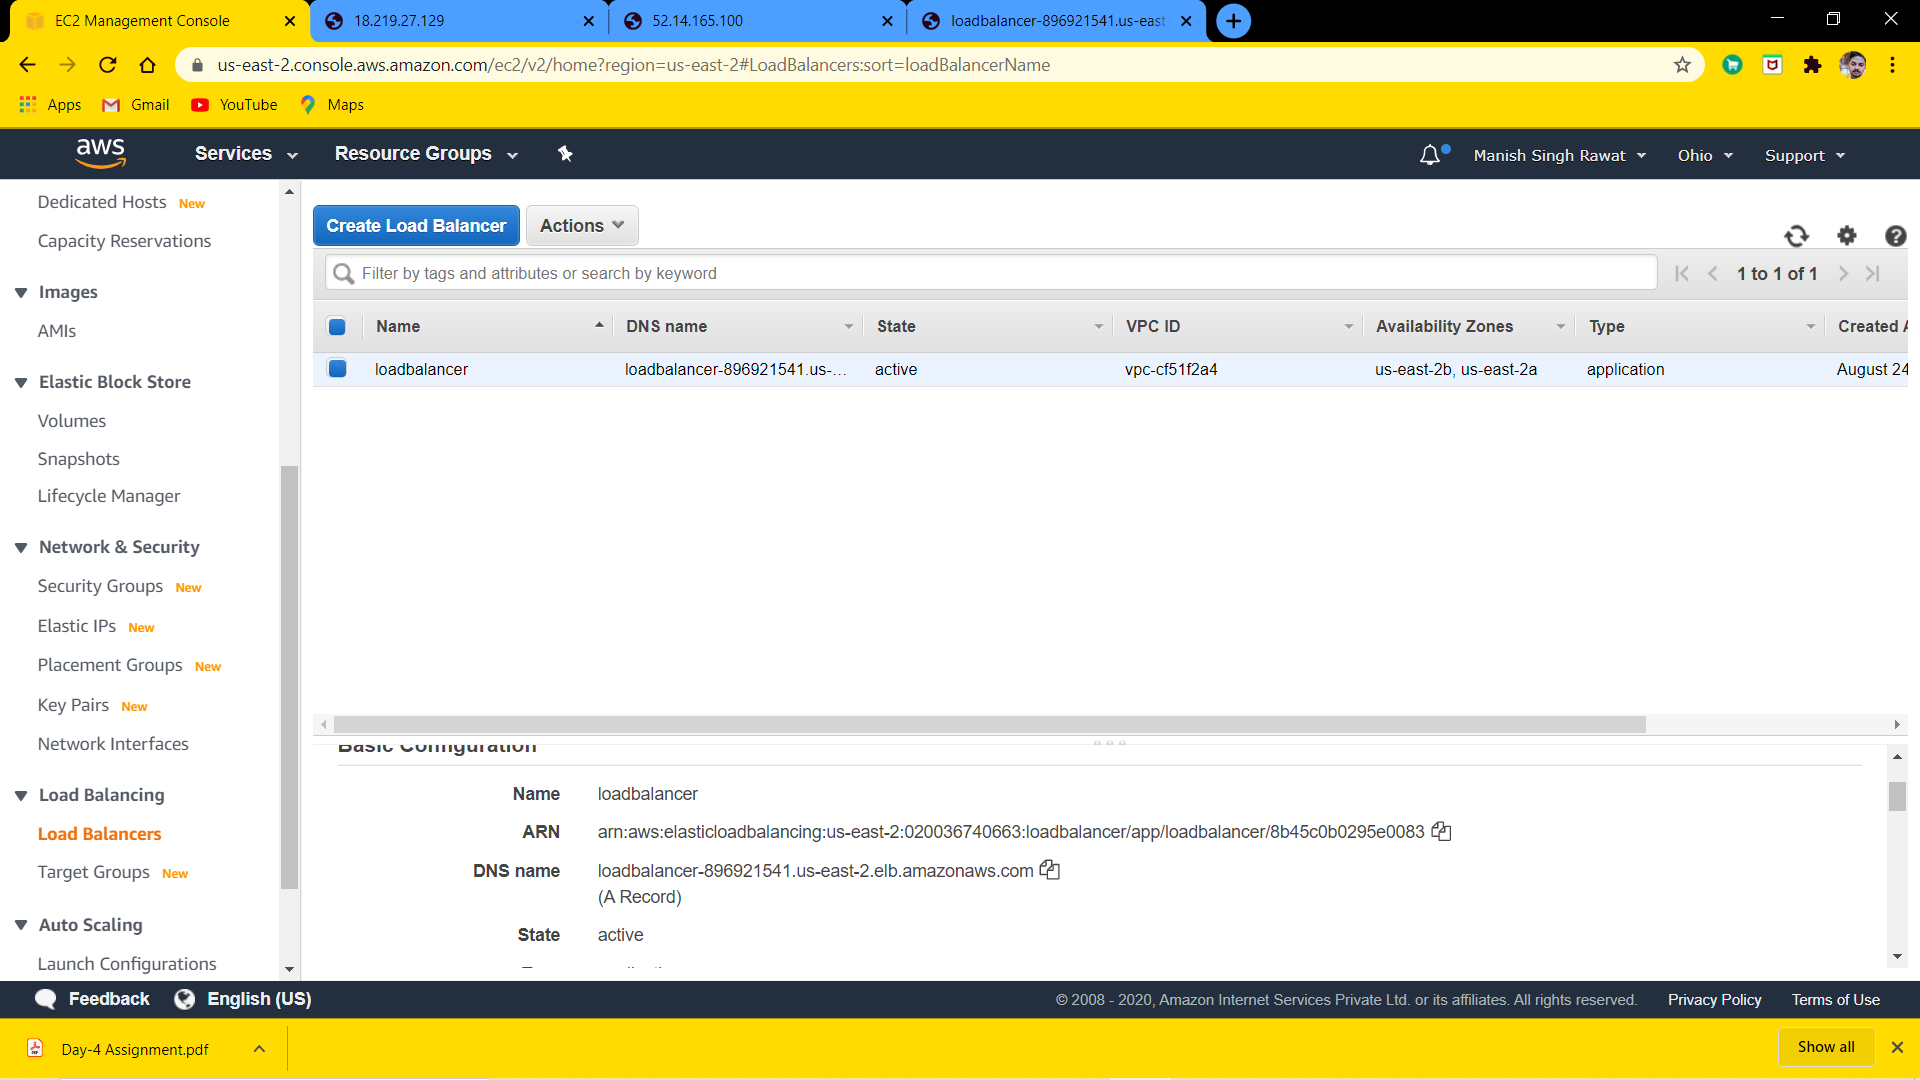 EC2 Management Console
18.219.27.129
52.14.165.100
loadbalancer-896921541.us-east-
us-east-2.console.aws.amazon.com/ec2/v2/home?region=us-east-2#LoadBalancers:sort=loadBalancerName
Apps Gmail YouTube Maps
aws Services Resource Groups Manish Singh Rawat Ohio Support
Dedicated Hosts New
Capacity Reservations
Images
AMIs
Elastic Block Store
Volumes
Snapshots
Lifecycle Manager
Network & Security
Security Groups New
Elastic IPs New
Placement Groups New
Key Pairs New
Network Interfaces
Load Balancing
Load Balancers
Target Groups New
Auto Scaling
Launch Configurations
Create Load Balancer Actions
Filter by tags and attributes or search by keyword
1 to 1 of 1
Name DNS name State VPC ID Availability Zones Type Created A
loadbalancer loadbalancer-896921541.us-... active vpc-cf51f2a4 us-east-2b, us-east-2a application August 24
Basic Configuration
Name loadbalancer
ARN arn:aws:elasticloadbalancing:us-east-2:020036740663:loadbalancer/app/loadbalancer/8b45c0b0295e0083
DNS name loadbalancer-896921541.us-east-2.elb.amazonaws.com
(A Record)
State active
Feedback English (US) © 2008 - 2020, Amazon Internet Services Private Ltd. or its affiliates. All rights reserved. Privacy Policy Terms of Use
Day-4 Assignment.pdf Show all